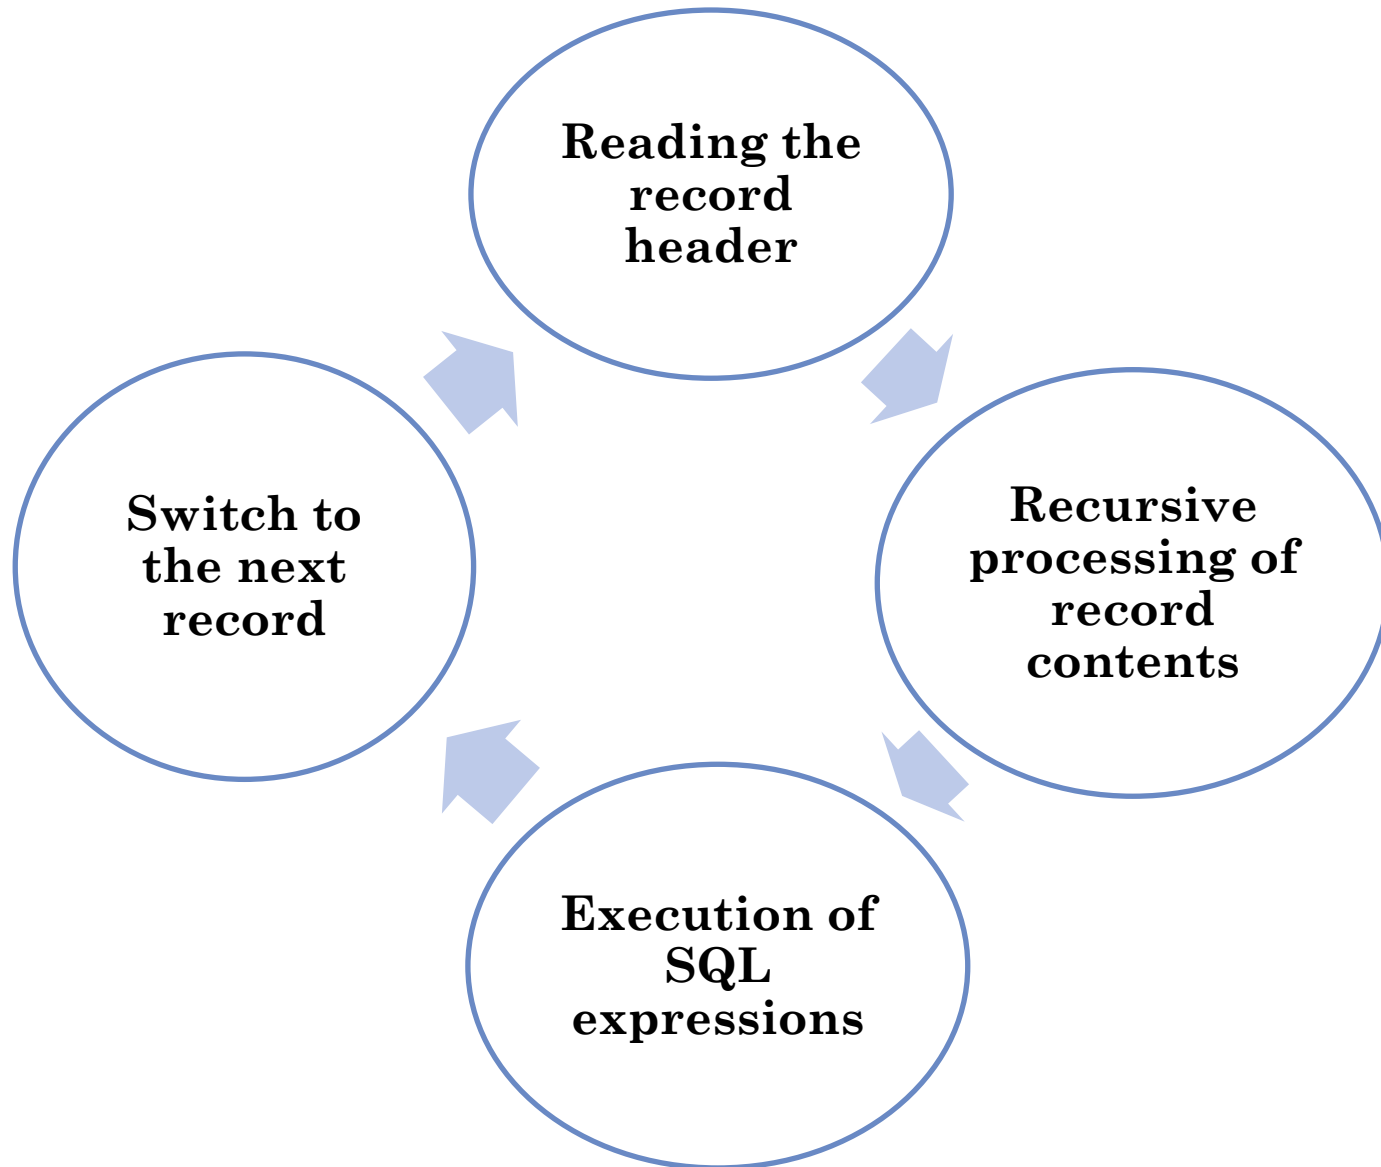 Reading the
record
header
Recursive
processing of
record
contents
Execution of
SQL
expressions
Switch to
the next
record